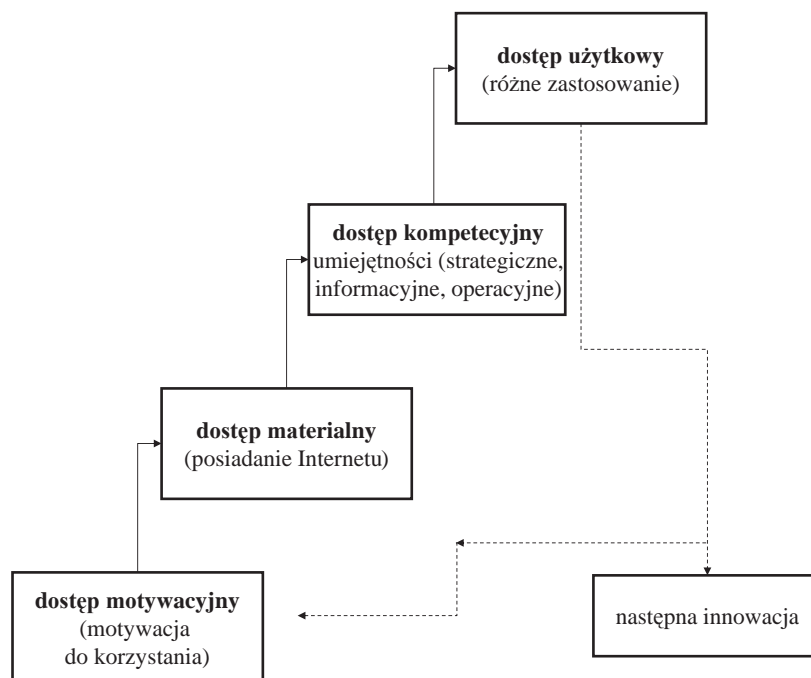 dostęp użytkowy
(różne zastosowanie)
dostęp kompetecyjny
umiejętności (strategiczne,
informacyjne, operacyjne)
dostęp materialny
(posiadanie Internetu)
dostęp motywacyjny
(motywacja
do korzystania)
następna innowacja